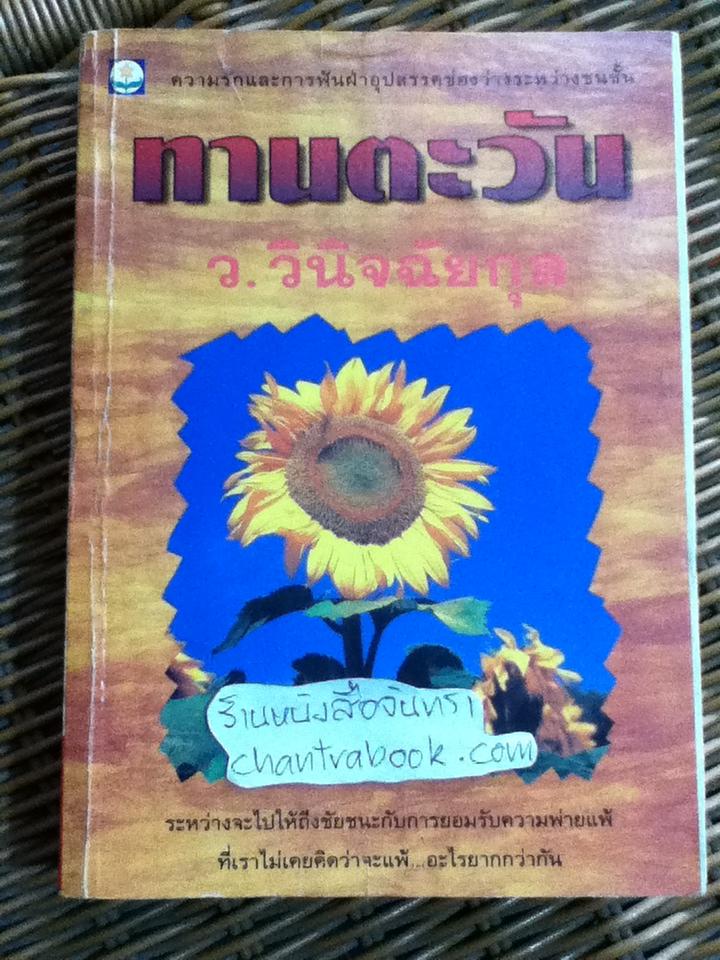 ความรักและการฟันฝ่าอุปสรรคช่องว่างระหว่างชนชั้น
ทานตะวัน
ว.วินิจฉัยกุล
ร้านหนังสือจันทรา
chantrabook.com
ระหว่างจะไปให้ถึงชัยชนะกับการยอมรับความพ่ายแพ้
ที่เราไม่เคยคิดว่าจะแพ้...อะไรยากกว่ากัน